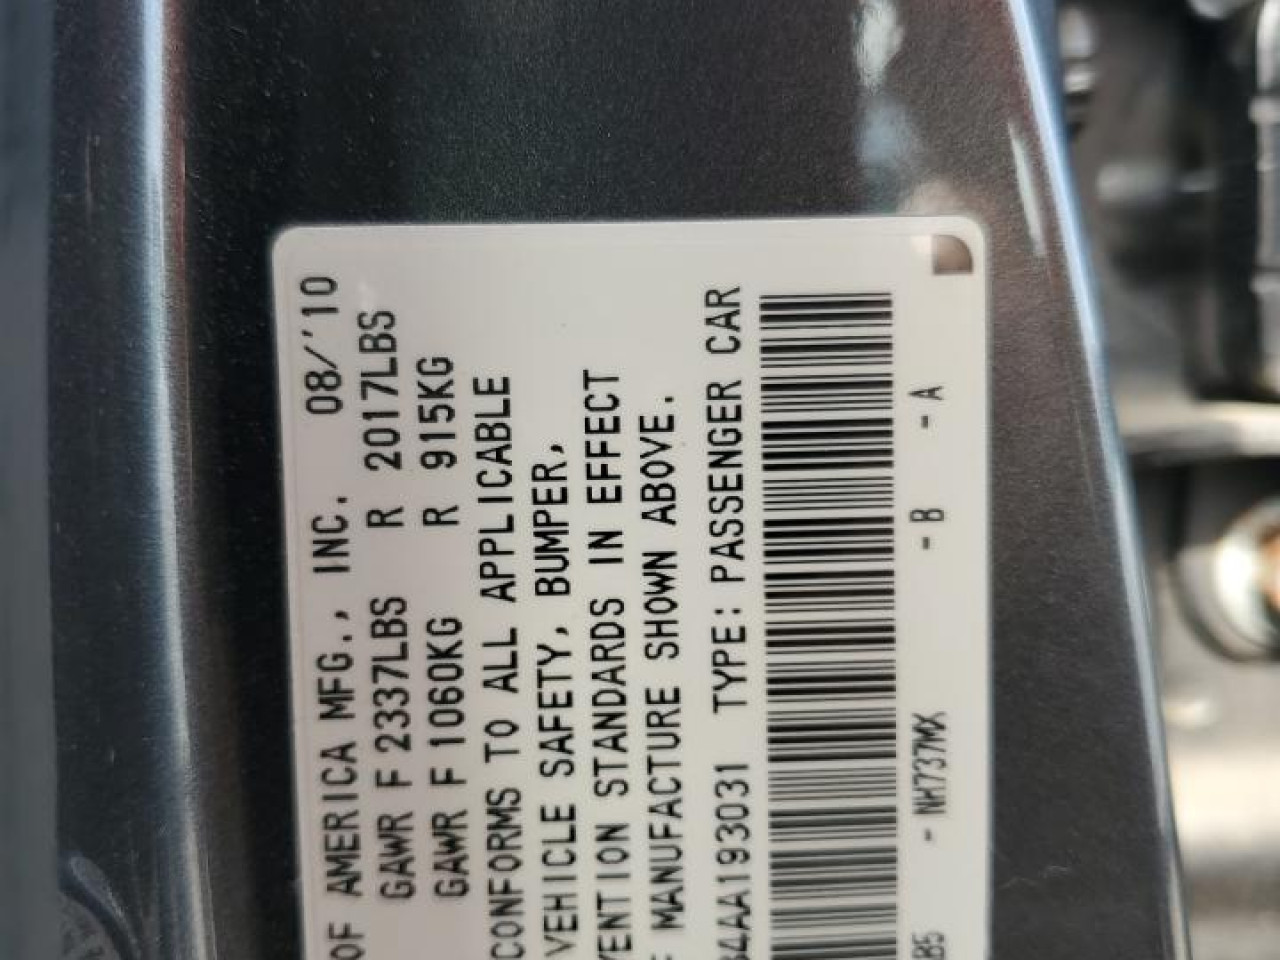 OF AMERICA MFG., INC. 08/'10
GAWR F 2337LBS R 2017LBS
GAWR F 1060KG R 915KG
CONFORMS TO ALL APPLICABLE
VEHICLE SAFETY, BUMPER,
VENTION STANDARDS IN EFFECT
MANUFACTURE SHOWN ABOVE.
34AA193031 TYPE: PASSENGER CAR
- NH737MX - B - A